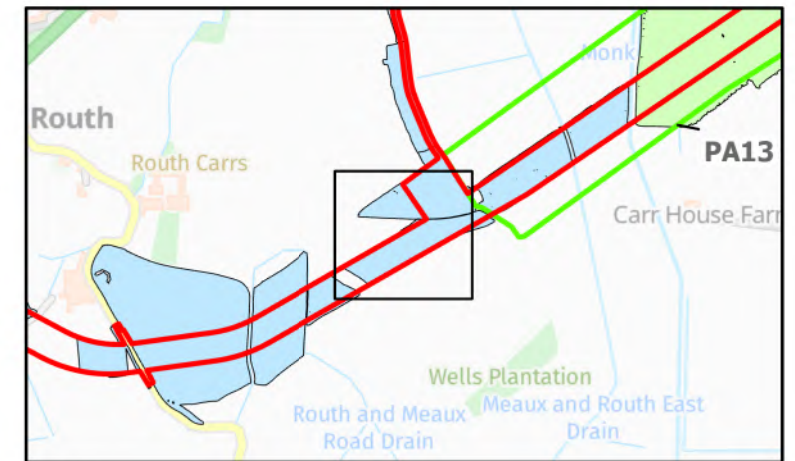 Monk
Routh
PA13
Routh Carrs
Carr House Farr
Wells Plantation
Routh and Meaux
Road Drain
Meaux and Routh East
Drain